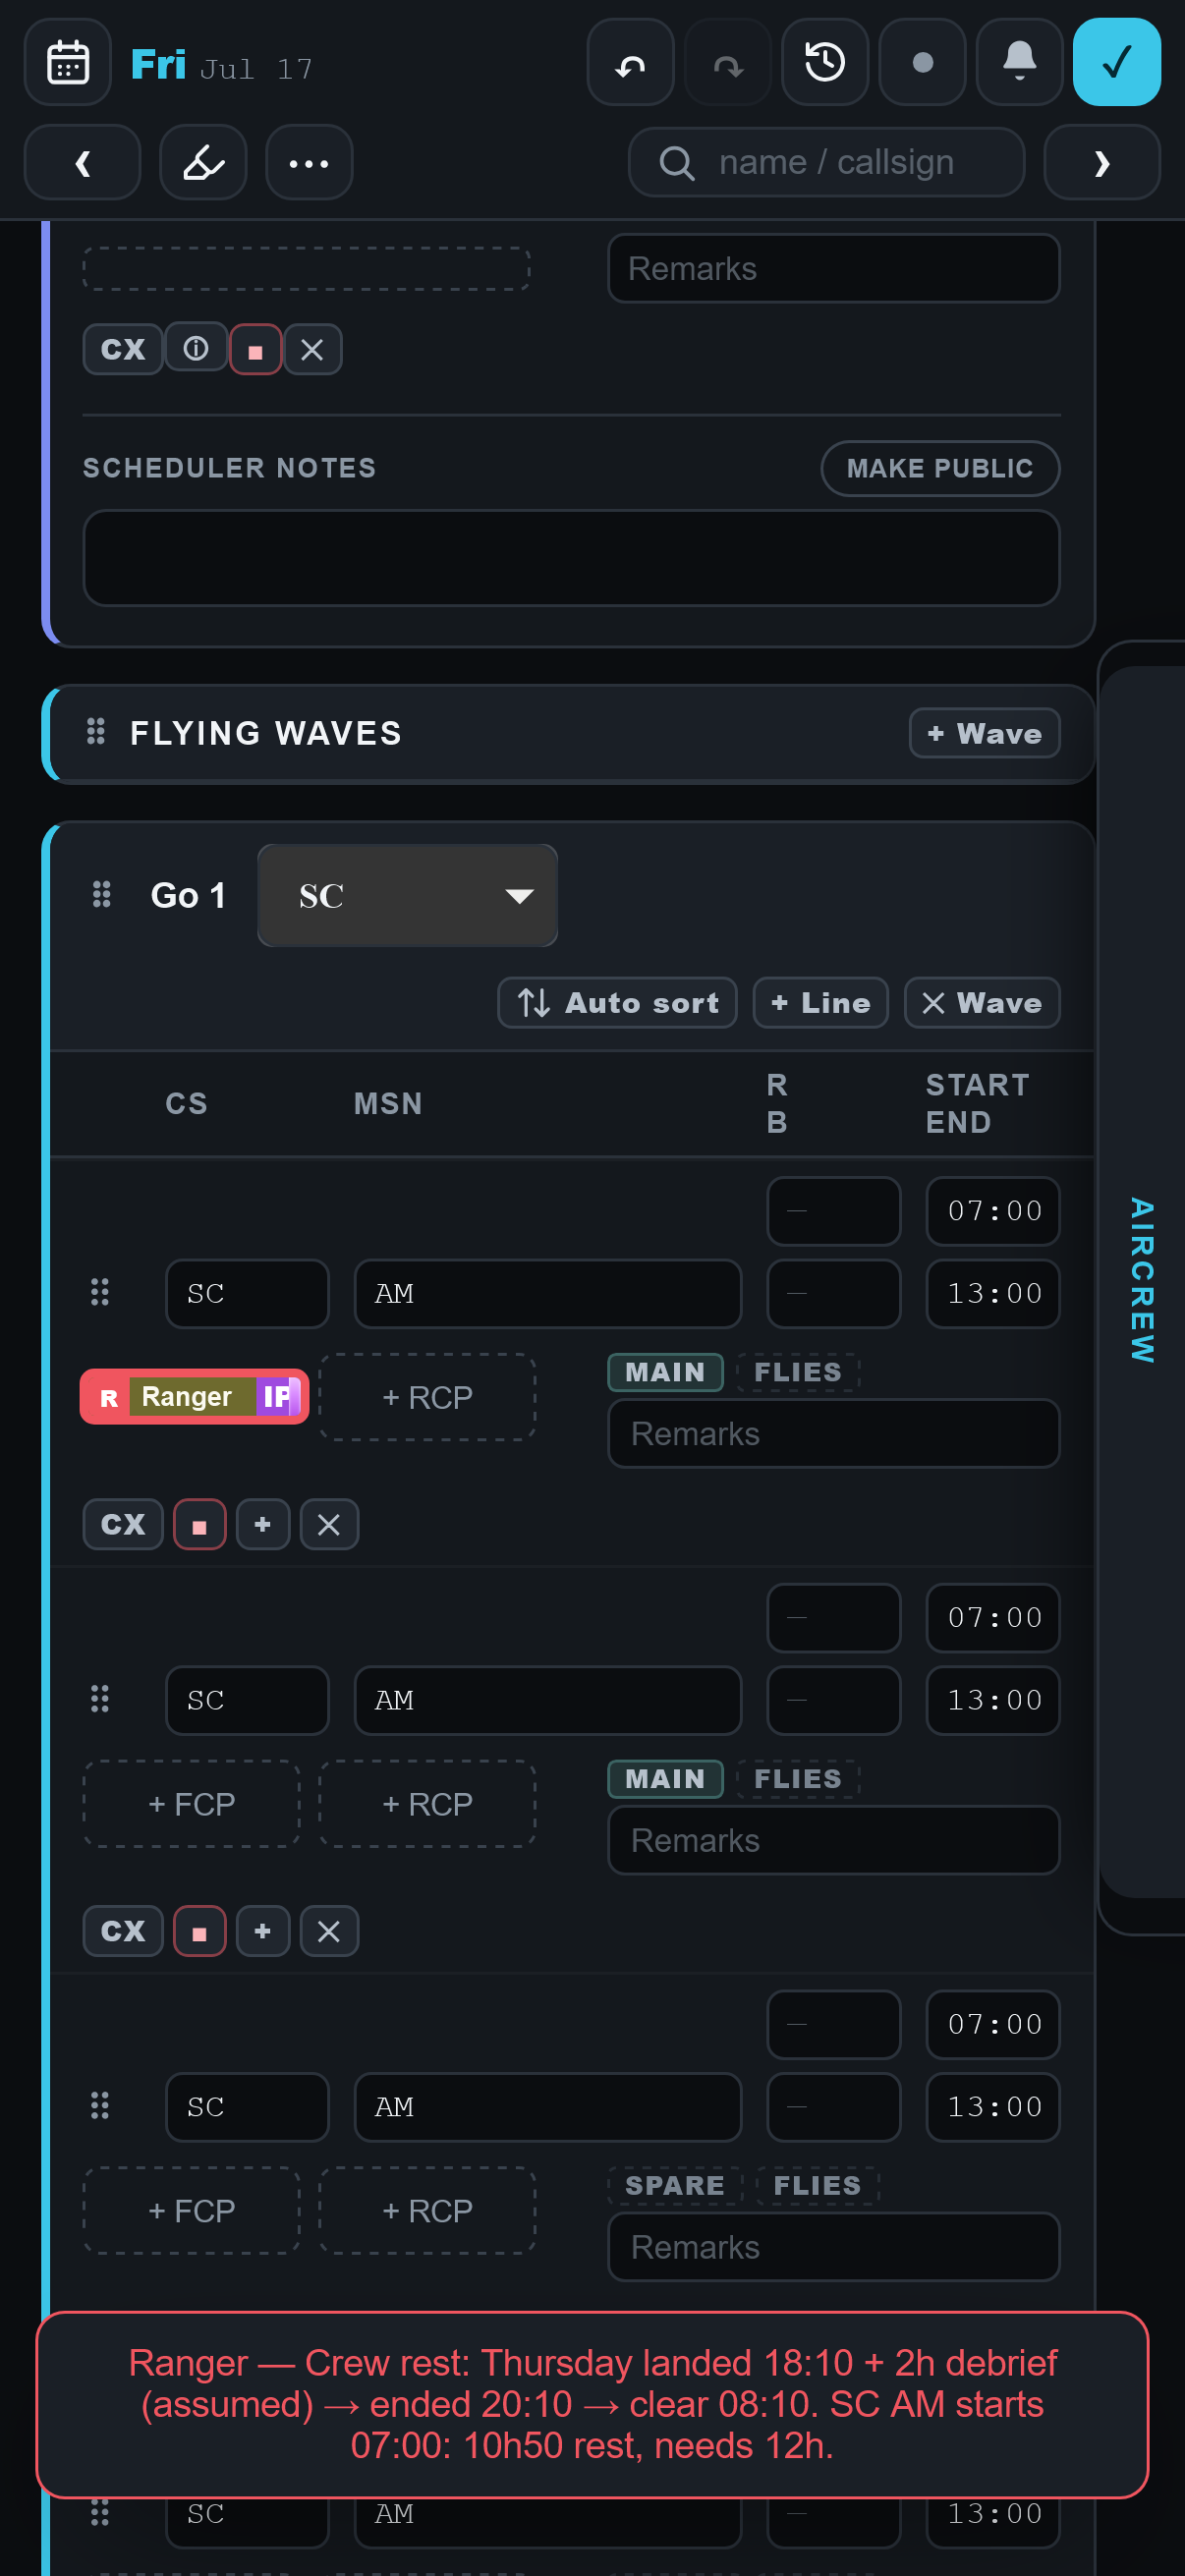 Fri Jul 17
name / callsign
Remarks
CX
SCHEDULER NOTES
MAKE PUBLIC
FLYING WAVES
+ Wave
Go 1
SC
Auto sort
+ Line
Wave
CS
MSN
R
B
START
END
07:00
SC
AM
13:00
R Ranger IP
+ RCP
MAIN
FLIES
Remarks
CX
+
07:00
SC
AM
13:00
+ FCP
+ RCP
MAIN
FLIES
Remarks
CX
+
07:00
SC
AM
13:00
+ FCP
+ RCP
SPARE
FLIES
Remarks
AIRCREW
Ranger — Crew rest: Thursday landed 18:10 + 2h debrief
(assumed) → ended 20:10 → clear 08:10. SC AM starts
07:00: 10h50 rest, needs 12h.
SC
AM
13:00